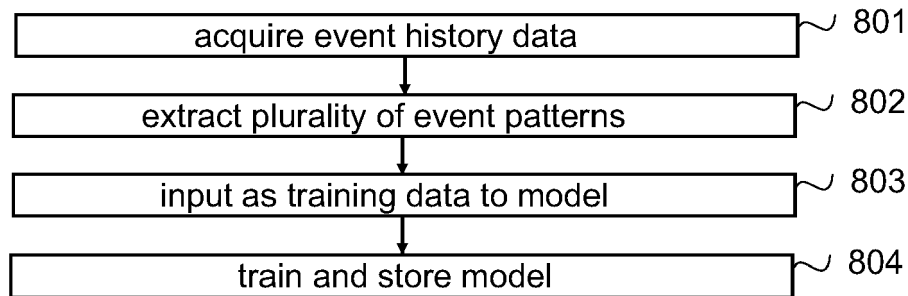 acquire event history data 801
extract plurality of event patterns 802
input as training data to model 803
train and store model 804